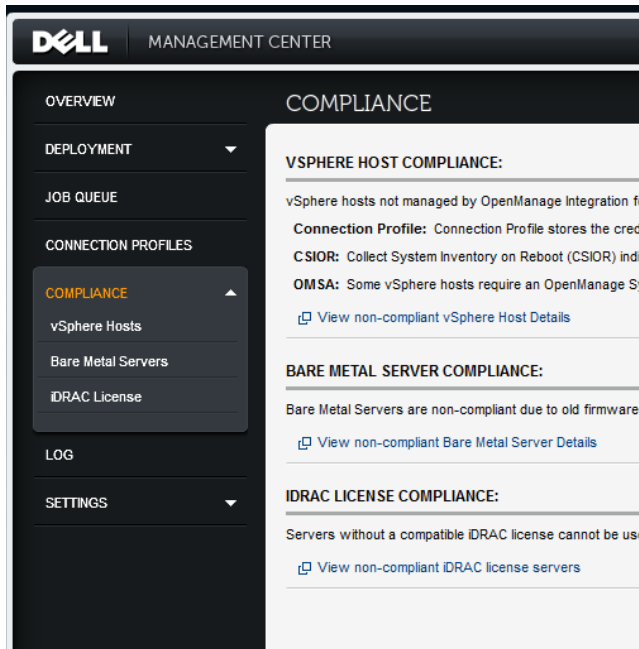 DELL MANAGEMENT CENTER
OVERVIEW
DEPLOYMENT
JOB QUEUE
CONNECTION PROFILES
COMPLIANCE
vSphere Hosts
Bare Metal Servers
iDRAC License
LOG
SETTINGS
COMPLIANCE
VSPHERE HOST COMPLIANCE:
vSphere hosts not managed by OpenManage Integration
Connection Profile: Connection Profile stores the
CSIOR: Collect System Inventory on Reboot (CSIOR)
OMSA: Some vSphere hosts require an OpenManage
View non-compliant vSphere Host Details
BARE METAL SERVER COMPLIANCE:
Bare Metal Servers are non-compliant due to old firmware
View non-compliant Bare Metal Server Details
IDRAC LICENSE COMPLIANCE:
Servers without a compatible iDRAC license cannot be
View non-compliant iDRAC license servers